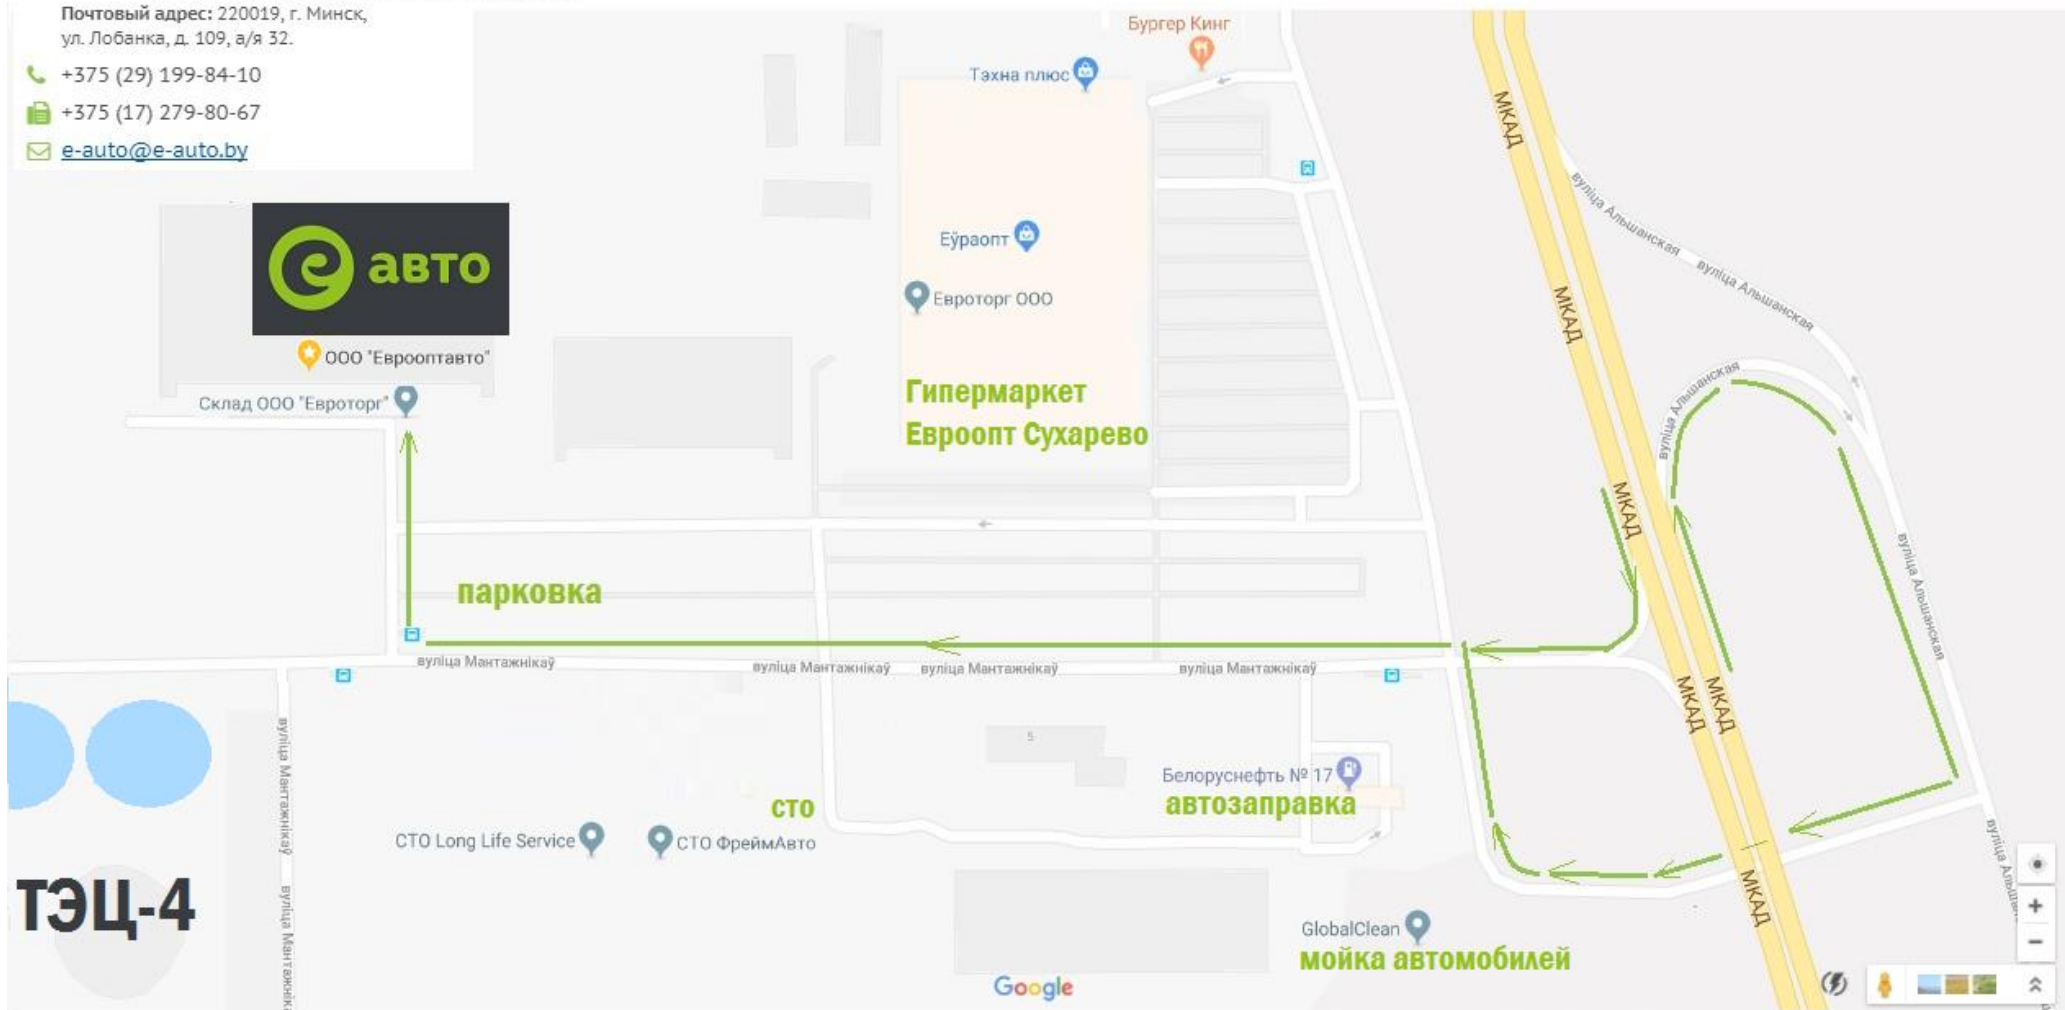 Почтовый адрес: 220019, г. Минск,
ул. Лобанка, д. 109, а/я 32.
+375 (29) 199-84-10
+375 (17) 279-80-67
e-auto@e-auto.by
Бургер Кинг
Тэхна плюс
МКАД
вуліца Альшанская
вуліца Альшанская
е авто
Еўраопт
Евроторг ООО
МКАД
ООО "Еврооптавто"
Склад ООО "Евроторг"
Гипермаркет
Евроопт Сухарево
вуліца Альшанская
МКАД
вуліца Альшанская
парковка
вуліца Мантажнікаў
вуліца Мантажнікаў
вуліца Мантажнікаў
вуліца Мантажнікаў
МКАД
МКАД
5
вуліца Мантажнікаў
Белоруснефть № 17
автозаправка
сто
СТО Long Life Service
СТО ФреймАвто
ТЭЦ-4
МКАД
GlobalClean
мойка автомобилей
Google